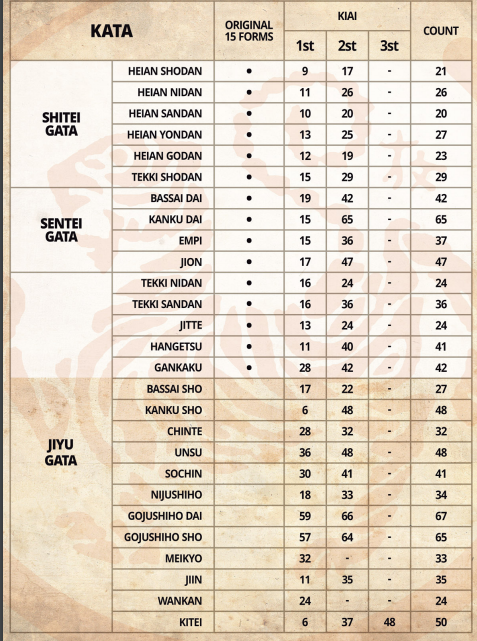 KATA ORIGINAL 15 FORMS KIAI COUNT
1st 2nd 3st
SHITEI GATA
HEIAN SHODAN • 9 17 - 21
HEIAN NIDAN • 11 26 - 26
HEIAN SANDAN • 10 20 - 20
HEIAN YONDAN • 13 25 - 27
HEIAN GODAN • 12 19 - 23
TEKKI SHODAN • 15 29 - 29
SENTEI GATA
BASSAI DAI • 19 42 - 42
KANKU DAI • 15 65 - 65
EMPI • 15 36 - 37
JION • 17 47 - 47
JIYU GATA
TEKKI NIDAN • 16 24 - 24
TEKKI SANDAN • 16 36 - 36
JITTE • 13 24 - 24
HANGETSU • 11 40 - 41
GANKAKU • 28 42 - 42
BASSAI SHO 17 22 - 27
KANKU SHO 6 48 - 48
CHINTE 28 32 - 32
UNSU 36 48 - 48
SOCHIN 30 41 - 41
NIJUSHIHO 18 33 - 34
GOJUSHIHO DAI 59 66 - 67
GOJUSHIHO SHO 57 64 - 65
MEIKYO 32 - - 33
JIIN 11 35 - 35
WANKAN 24 - - 24
KITEI 6 37 48 50